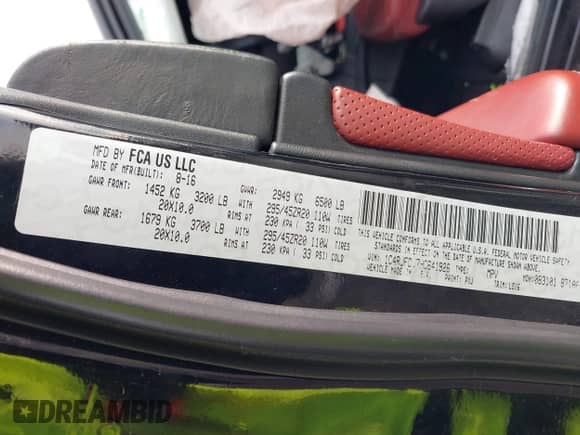 MFD BY FCA US LLC
DATE OF MFR(BUILT): 8-16 GVWR: 2949 KG 6500 LB
GAWR FRONT: 1452 KG 3200 LB WITH 295/45ZR20 110W TIRES
20X10.0 RIMS AT 230 KPA ( 33 PSI) COLD
GAWR REAR: 1679 KG 3700 LB WITH 295/45ZR20 110W TIRES
20X10.0 RIMS AT 230 KPA ( 33 PSI) COLD
THIS VEHICLE CONFORMS TO ALL APPLICABLE U.S.A. FEDERAL MOTOR VEHICLE SAFETY
STANDARDS IN EFFECT ON THE DATE OF MANUFACTURE SHOWN ABOVE.
VIN: TYPE: MPV MDH:083101
PAINT: PXJ TRIM:
DREAMBID